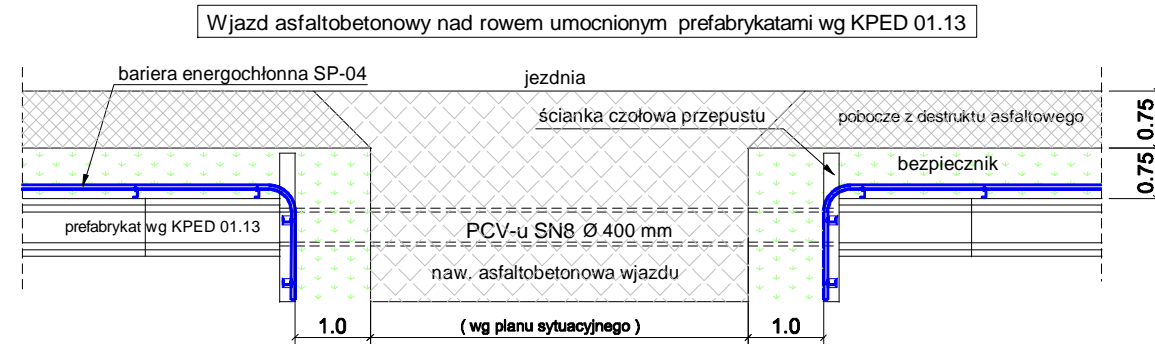 Wjazd asfaltobetonowy nad rowem umocnionym prefabrykatami wg KPED 01.13
bariera energochłonna SP-04
jezdnia
ścianka czołowa przepustu
pobocze z destruktu asfaltowego
0.75
bezpiecznik
0.75
prefabrykat wg KPED 01.13
PCV-u SN8 Ø 400 mm
naw. asfaltobetonowa wjazdu
1.0
( wg planu sytuacyjnego )
1.0